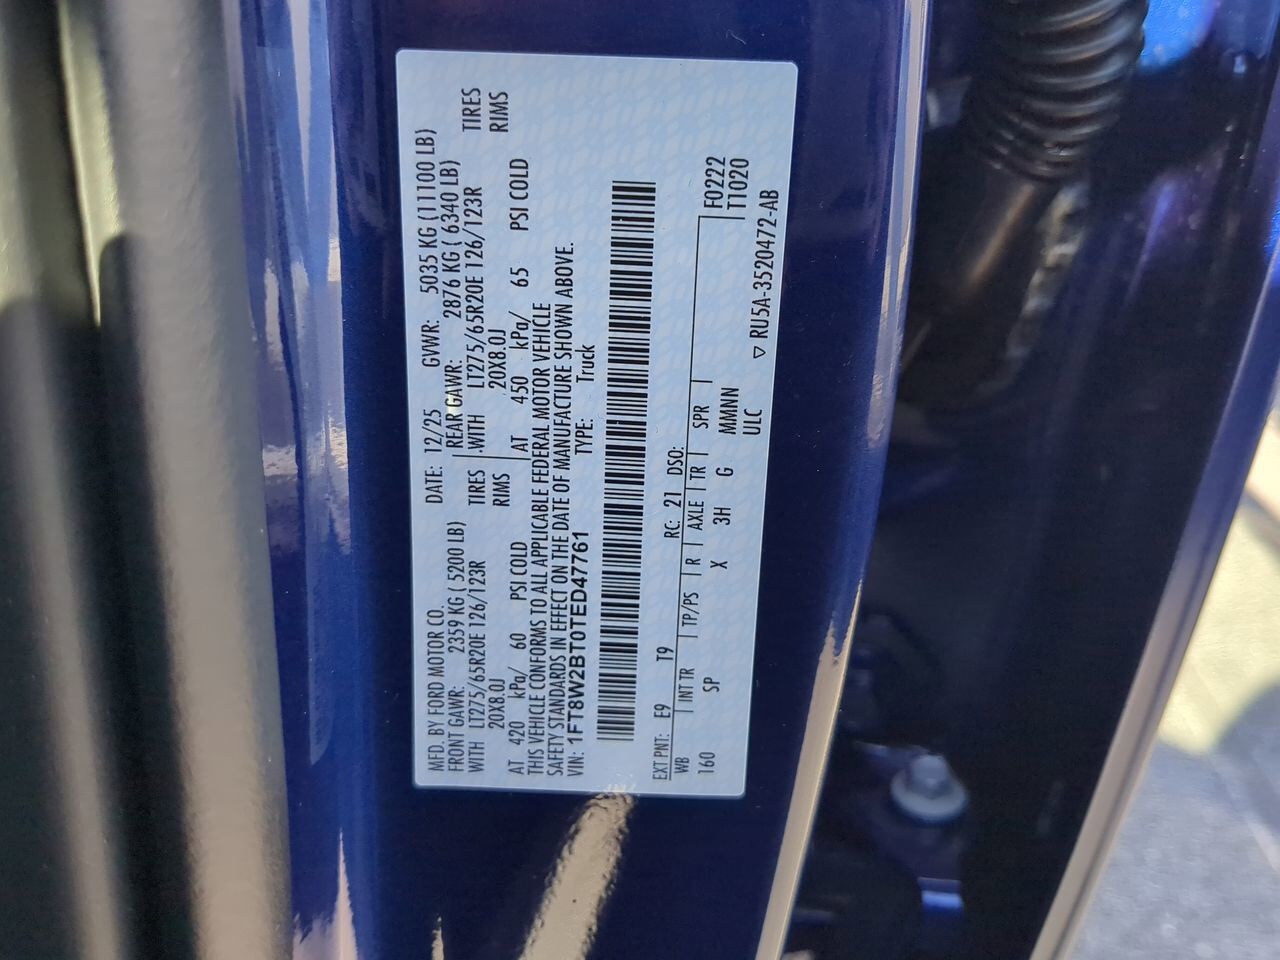 MFD. BY FORD MOTOR CO. DATE: 12/25 GVWR: 5035 KG (11100 LB)
FRONT GAWR: 2359 KG ( 5200 LB) REAR GAWR: 2876 KG ( 6340 LB)
WITH LT275/65R20E 126/123R TIRES WITH LT275/65R20E 126/123R TIRES
20X8.0J RIMS 20X8.0J RIMS
AT 420 kPa/ 60 PSI COLD AT 450 kPa/ 65 PSI COLD
THIS VEHICLE CONFORMS TO ALL APPLICABLE FEDERAL MOTOR VEHICLE
SAFETY STANDARDS IN EFFECT ON THE DATE OF MANUFACTURE SHOWN ABOVE.
VIN: 1FT8W2BT0TED47761 TYPE: Truck
EXT PNT: E9 T9 RC: 21 DSO:
WB INT TR TP/PS R AXLE TR SPR F0222
160 SP X 3H G MMNN T1020
ULC ▽ RU5A-3520472-AB